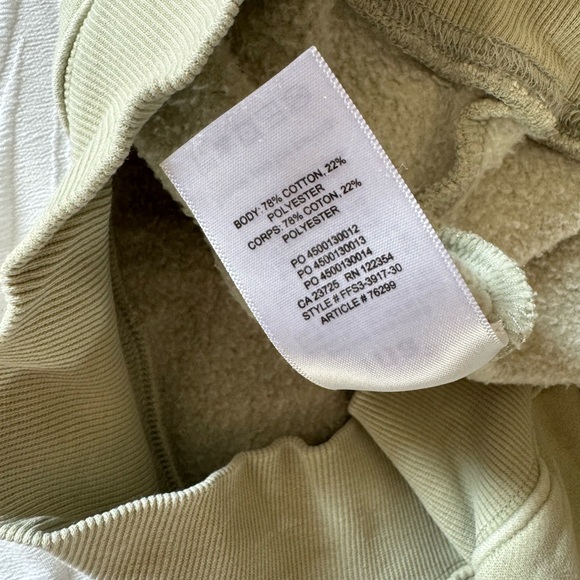 BODY: 78% COTTON, 22%
POLYESTER
CORPS: 78% COTON, 22%
POLYESTER
PO 4500130012
PO 4500130013
PO 4500130014
CA 23725 RN 122354
STYLE # FFS3-3917-30
ARTICLE # 76299